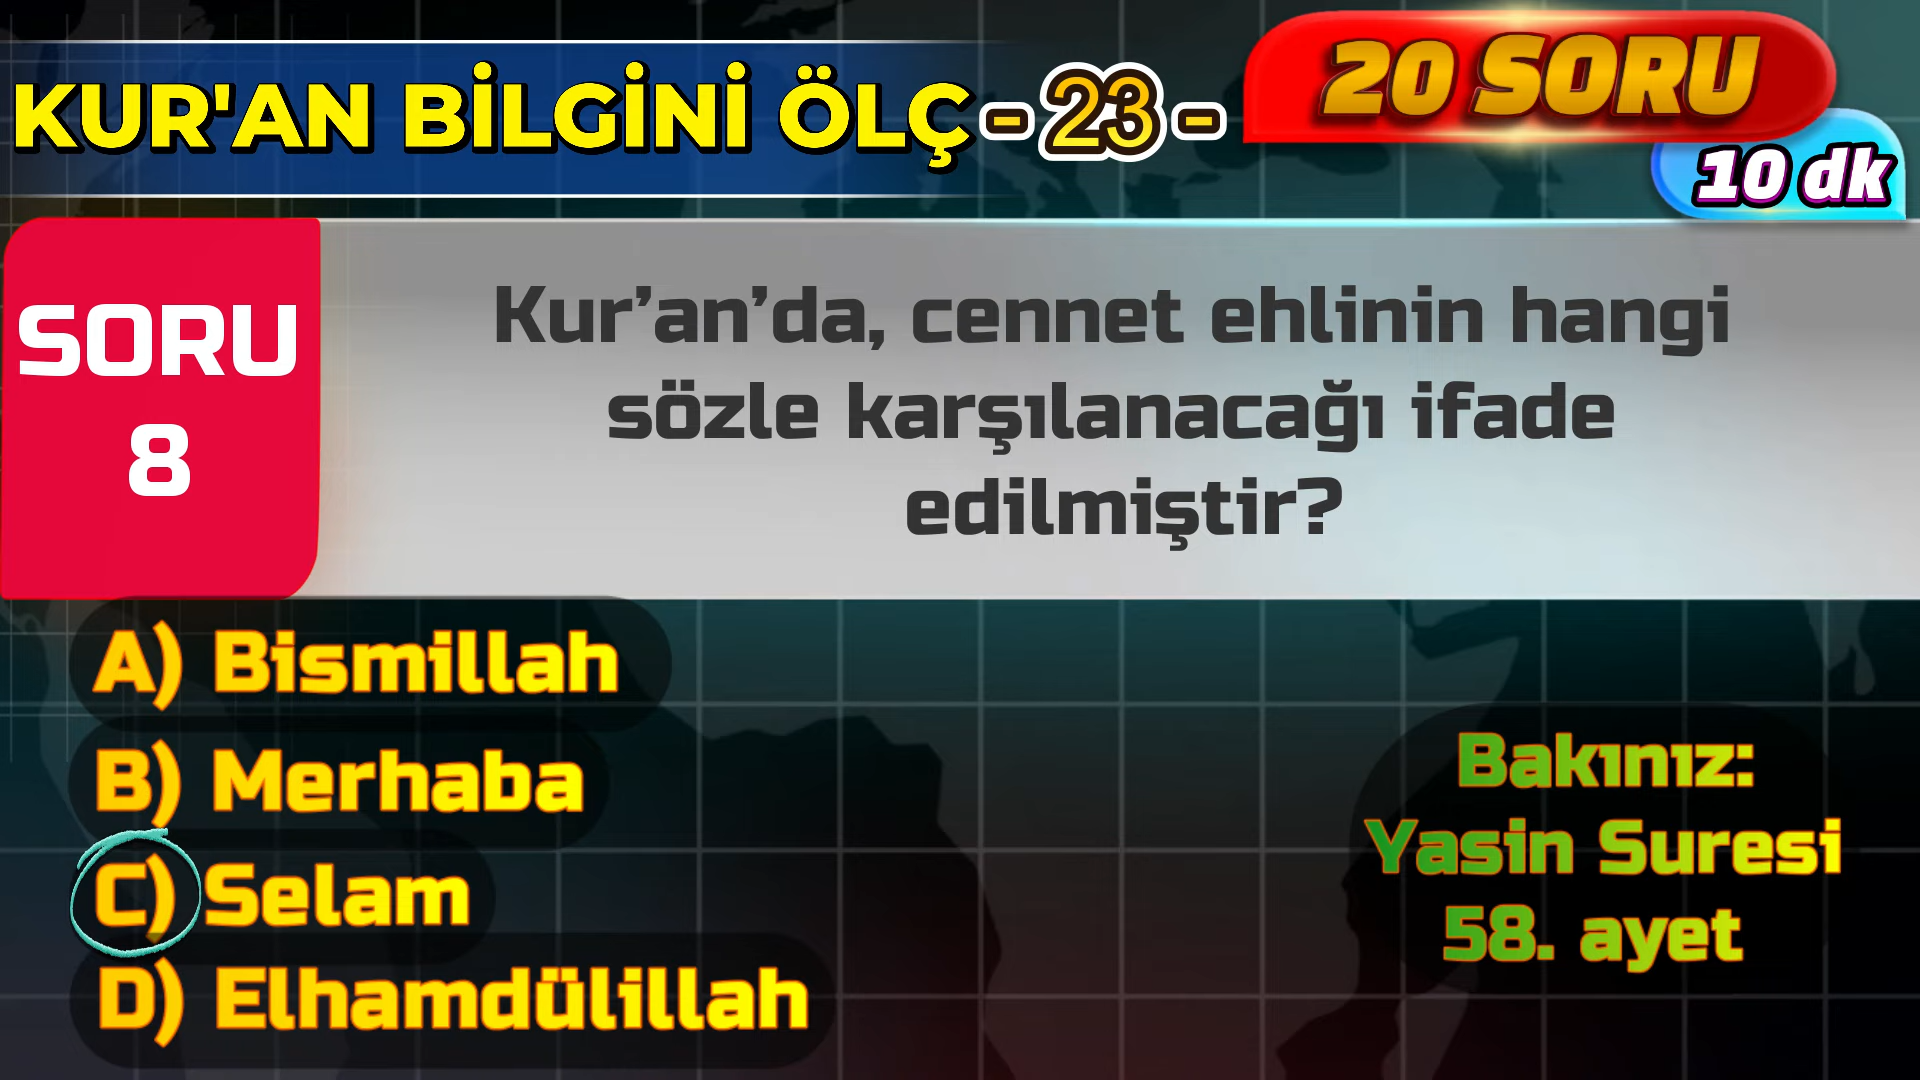 KUR'AN BİLGİNİ ÖLÇ - 23 -
20 SORU
10 dk
SORU
8
Kur’an’da, cennet ehlinin hangi
sözle karşılanacağı ifade
edilmiştir?
A) Bismillah
B) Merhaba
C) Selam
D) Elhamdülillah
Bakınız:
Yasin Suresi
58. ayet